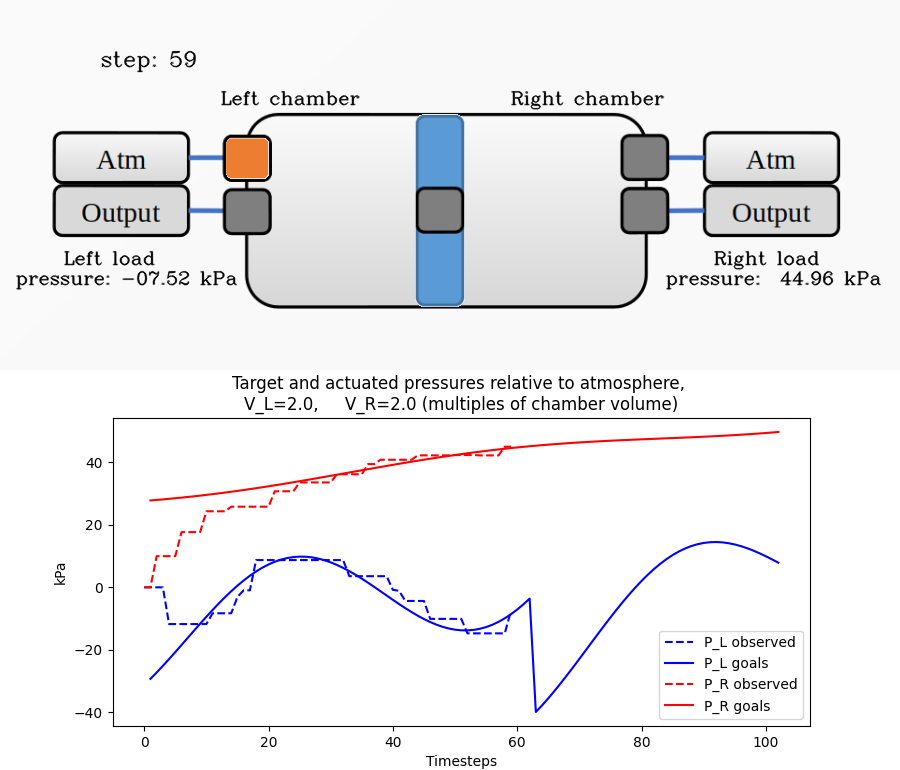 step: 59
Left chamber
Right chamber
Atm
Atm
Output
Output
Left load
pressure: -07.52 kPa
Right load
pressure:  44.96 kPa
Target and actuated pressures relative to atmosphere,
V_L=2.0,     V_R=2.0 (multiples of chamber volume)
40
20
0
−20
−40
kPa
P_L observed
P_L goals
P_R observed
P_R goals
0 20 40 60 80 100
Timesteps